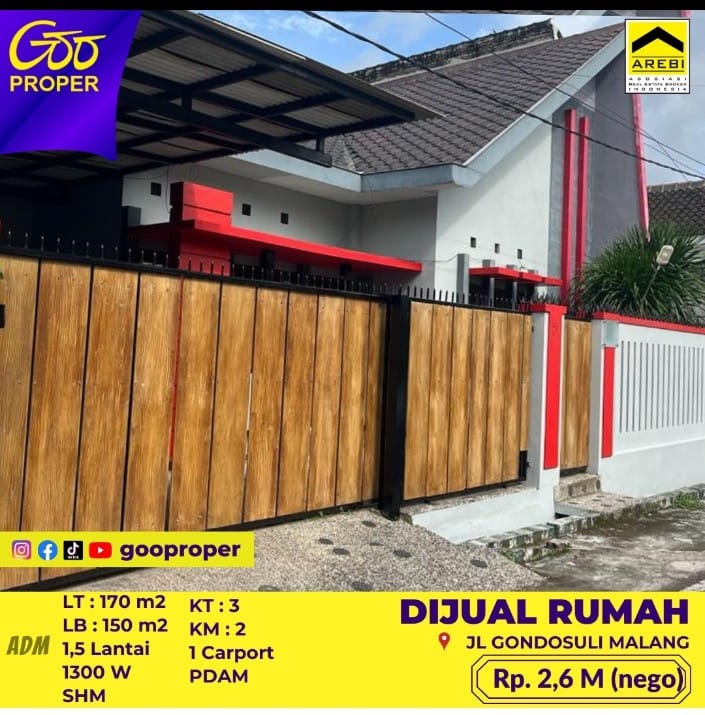 GOO
PROPER
AREBI
ASOSIASI
REAL ESTATE BROKER
INDONESIA
gooproper
ADM
LT : 170 m2
LB : 150 m2
1,5 Lantai
1300 W
SHM
KT : 3
KM : 2
1 Carport
PDAM
DIJUAL RUMAH
JL GONDOSULI MALANG
Rp. 2,6 M (nego)